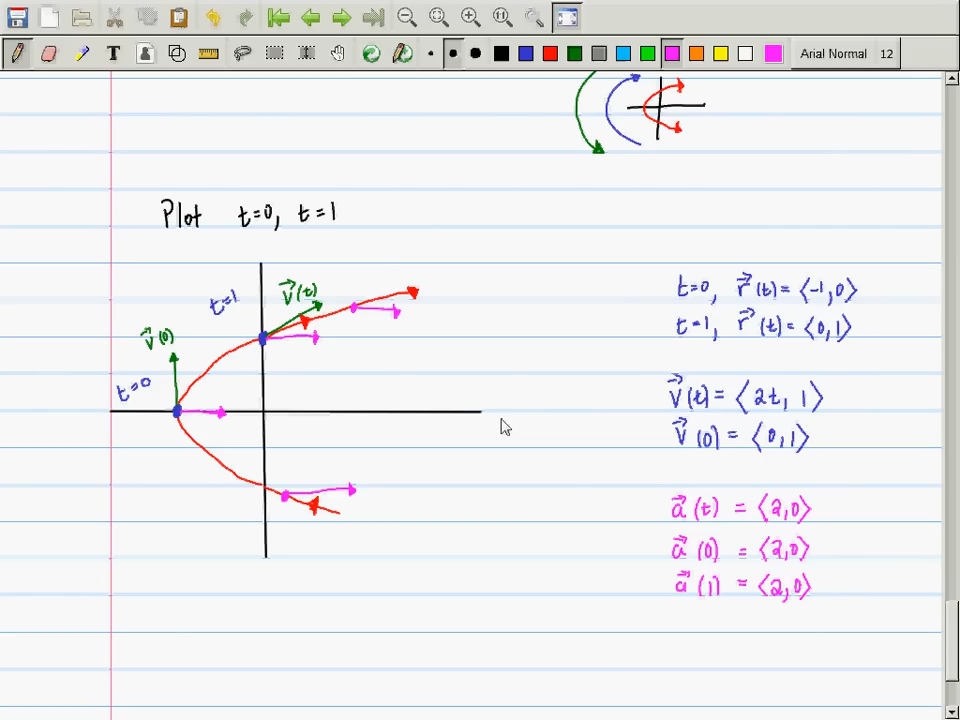 Arial Normal 12
Plot t=0, t=1
t=1
v⃗(t)
v⃗(0)
t=0
t=0, r⃗(t) = ⟨-1,0⟩
t=1, r⃗(t) = ⟨0,1⟩
v⃗(t) = ⟨2t, 1⟩
v⃗(0) = ⟨0,1⟩
a⃗(t) = ⟨2,0⟩
a⃗(0) = ⟨2,0⟩
a⃗(1) = ⟨2,0⟩